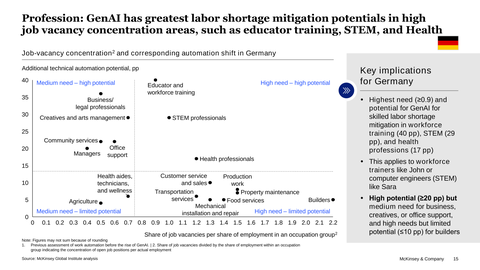 Profession: GenAI has greatest labor shortage mitigation potentials in high
job vacancy concentration areas, such as educator training, STEM, and Health
Job-vacancy concentration² and corresponding automation shift in Germany
Additional technical automation potential, pp
40
35
30
25
20
15
10
5
0
Medium need – high potential
High need – high potential
Educator and
workforce training
Business/
legal professionals
Creatives and arts management
STEM professionals
Community services
Managers
Office
support
Health professionals
Health aides,
technicians,
and wellness
Customer service
and sales
Production
work
Transportation
services
Property maintenance
Agriculture
Food services
Builders
Mechanical
installation and repair
Medium need – limited potential
High need – limited potential
0 0.1 0.2 0.3 0.4 0.5 0.6 0.7 0.8 0.9 1.0 1.1 1.2 1.3 1.4 1.5 1.6 1.7 1.8 1.9 2.0 2.1 2.2
Share of job vacancies per share of employment in an occupation group²
Key implications
for Germany
• Highest need (≥0.9) and
potential for GenAI for
skilled labor shortage
mitigation in workforce
training (40 pp), STEM (29
pp), and health
professions (17 pp)
• This applies to workforce
trainers like John or
computer engineers (STEM)
like Sara
• High potential (≥20 pp) but
medium need for business,
creatives, or office support,
and high needs but limited
potential (≤10 pp) for builders
Note: Figures may not sum because of rounding
1. Previous assessment of work automation before the rise of GenAI. | 2. Share of job vacancies divided by the share of employment within an occupation
group indicating the concentration of open job positions per actual employment
Source: McKinsey Global Institute analysis
McKinsey & Company 15